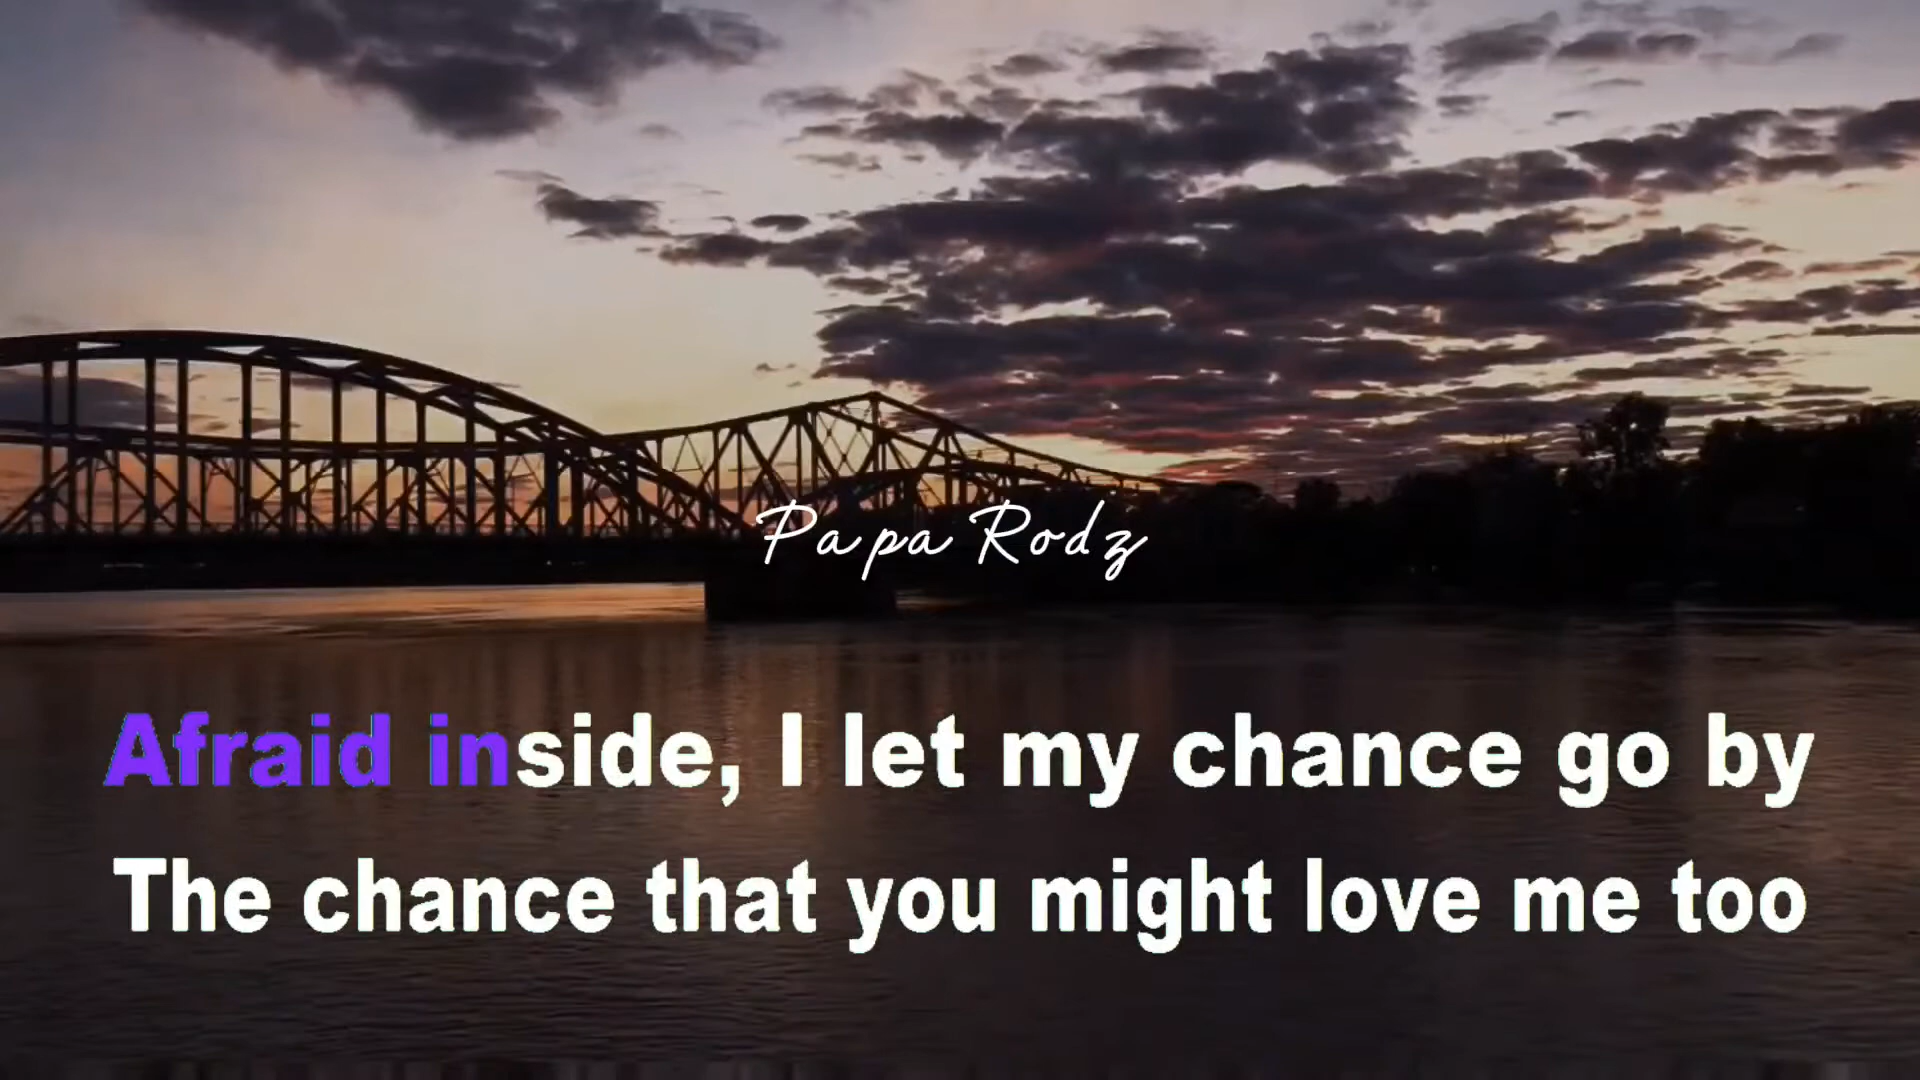 Papa Rodz
Afraid inside, I let my chance go by
The chance that you might love me too